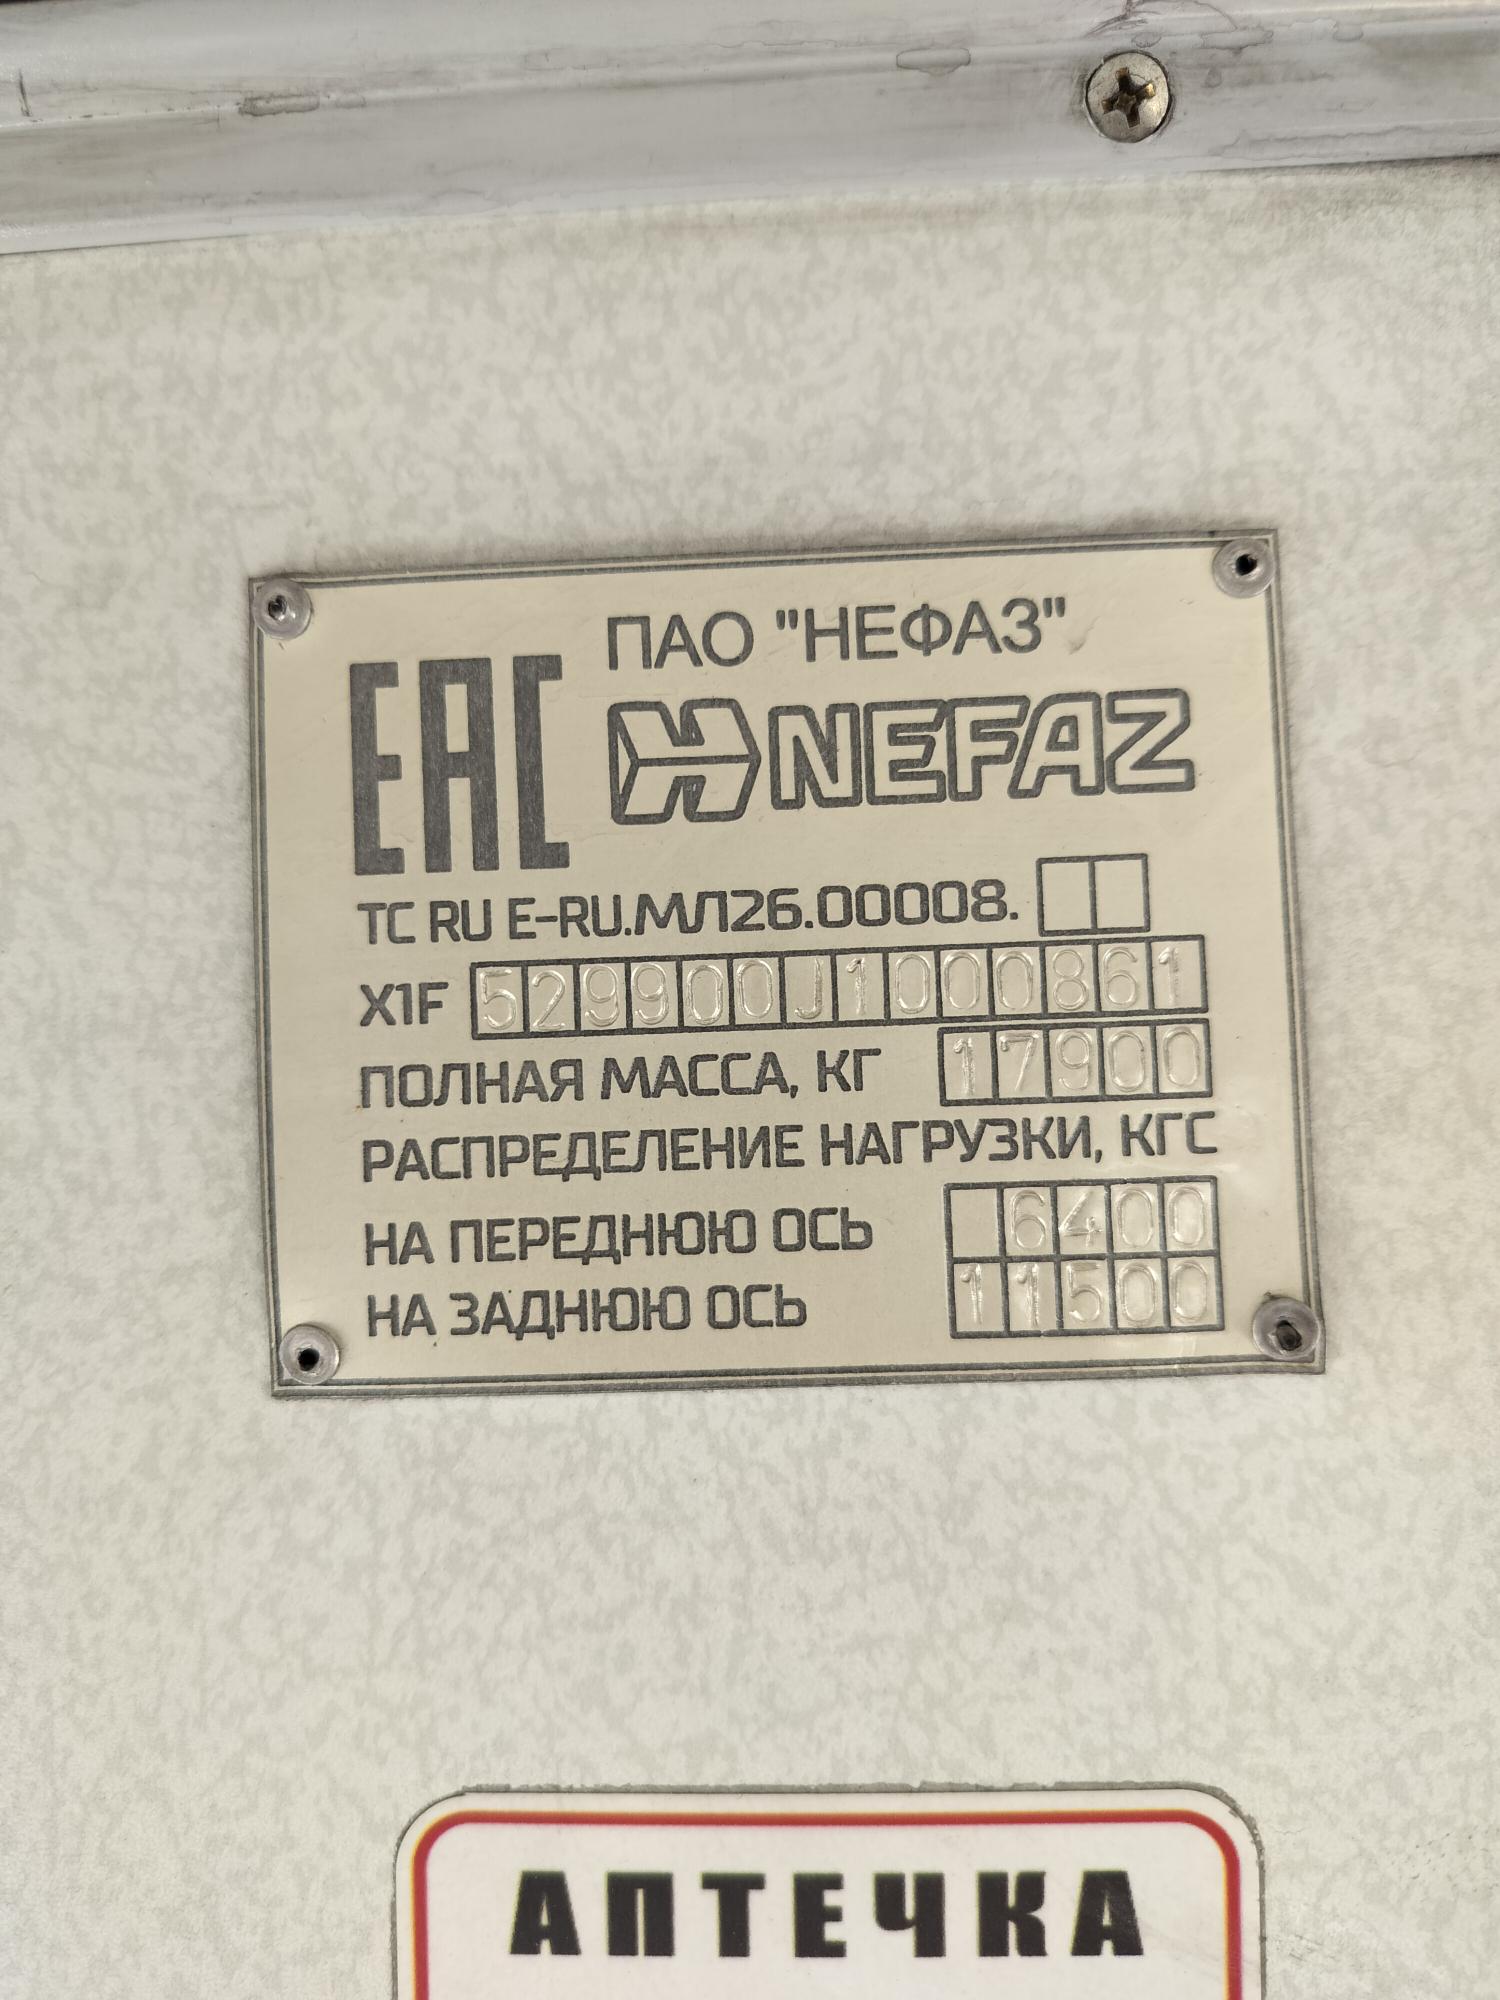 EAC
ПАО "НЕФАЗ"
NEFAZ
ТС RU Е-RU.МЛ26.00008.
X1F 529900J1000861
ПОЛНАЯ МАССА, КГ 17900
РАСПРЕДЕЛЕНИЕ НАГРУЗКИ, КГС
НА ПЕРЕДНЮЮ ОСЬ 6400
НА ЗАДНЮЮ ОСЬ 11500
АПТЕЧКА